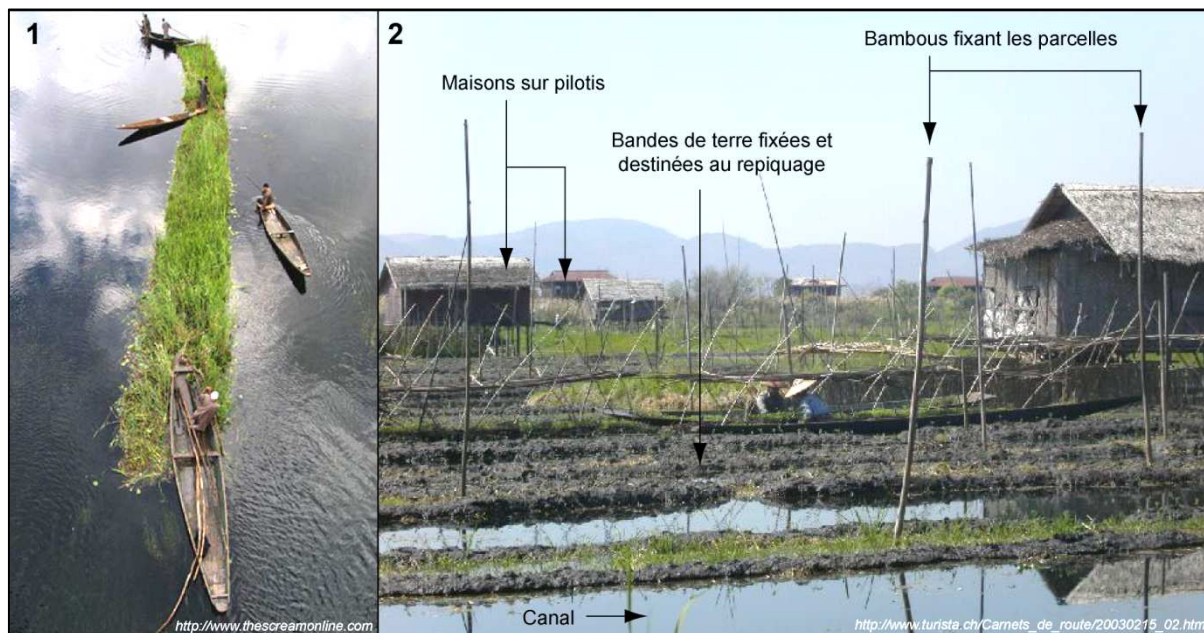 1
http://www.thescreamonline.com
2
Maisons sur pilotis
Bandes de terre fixées et
destinées au repiquage
Bambous fixant les parcelles
Canal
http://www.turista.ch/Carnets_de_route/20030215_02.htm